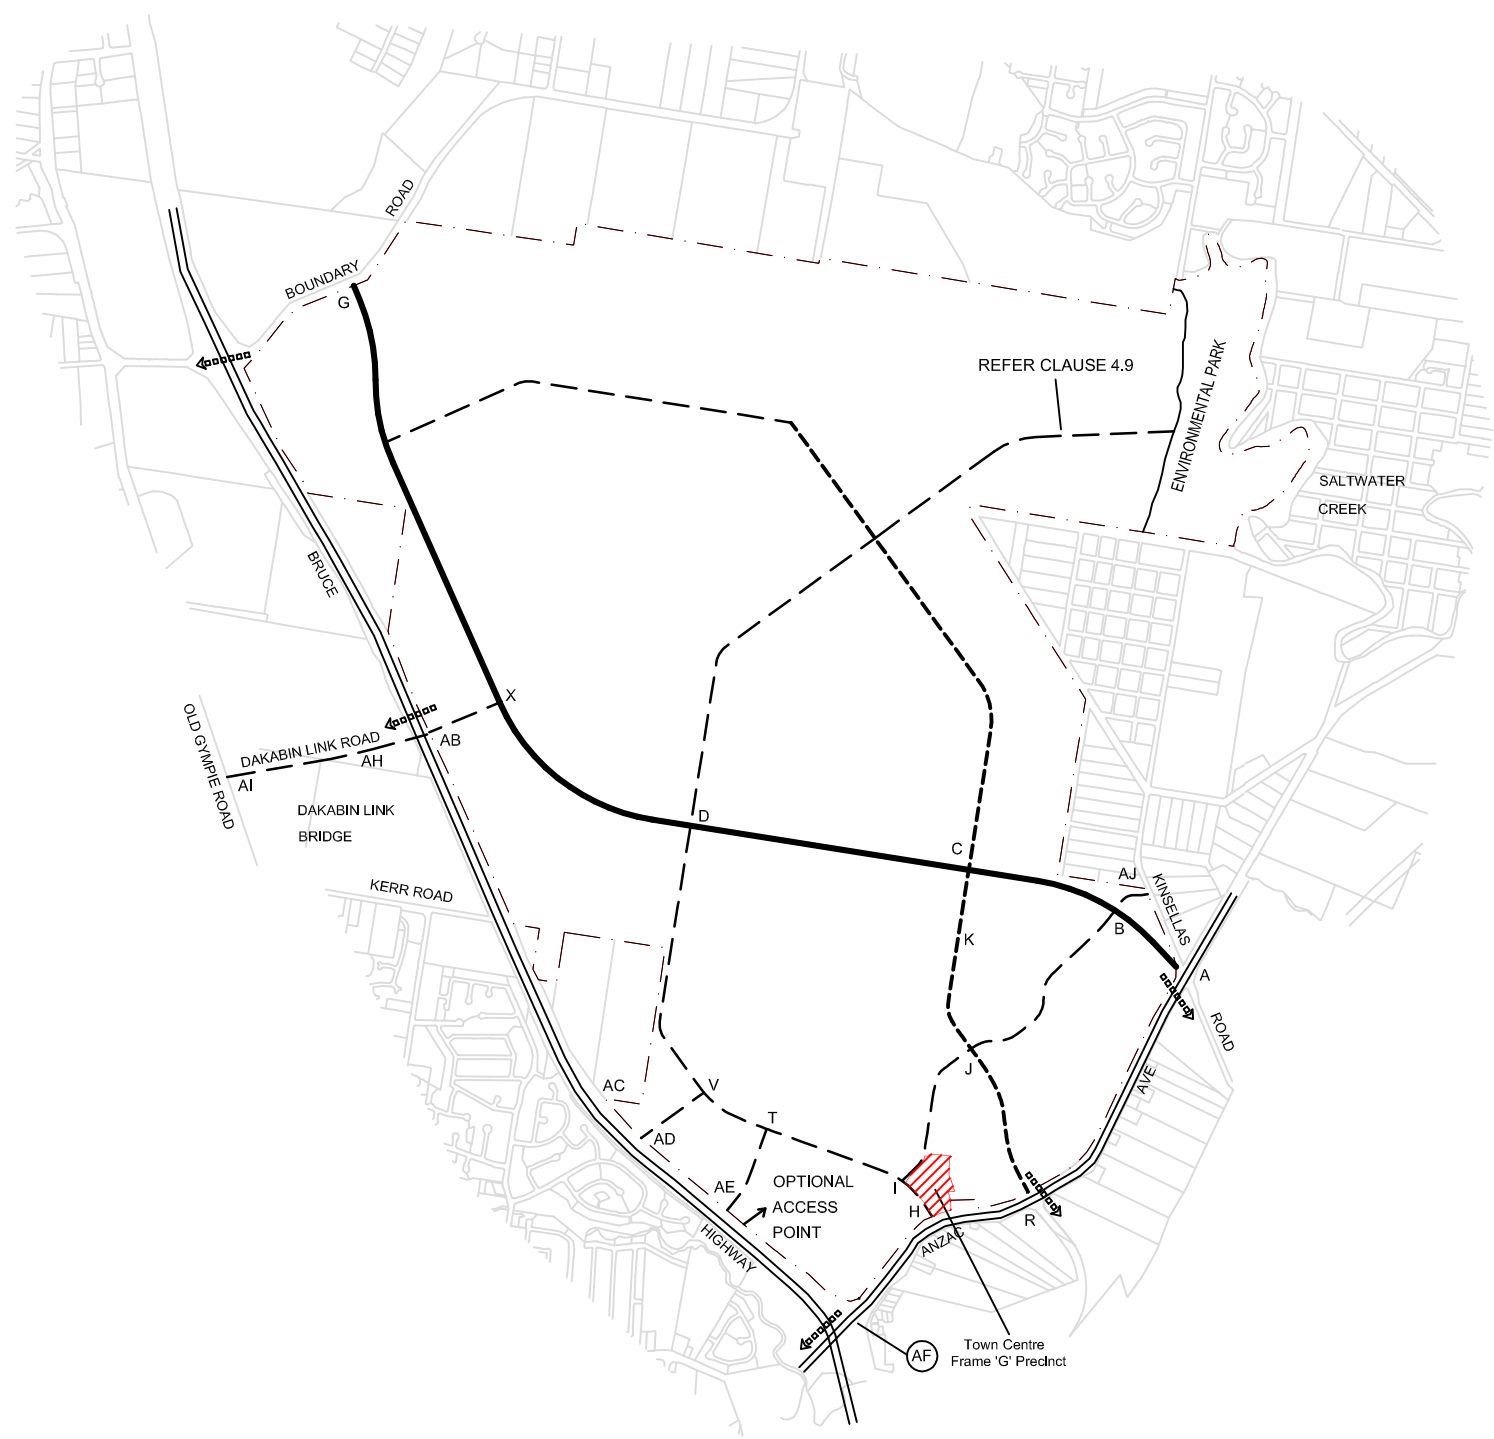 ROAD
BOUNDARY
G
REFER CLAUSE 4.9
ENVIRONMENTAL PARK
SALTWATER
CREEK
BRUCE
X
OLD GYMPIE ROAD
DAKABIN LINK ROAD
AB
AH
AI
DAKABIN LINK
BRIDGE
D
C
KERR ROAD
AJ
KINSELLAS
B
K
A
ROAD
J
AVE
AC
V
T
AD
AE
OPTIONAL
ACCESS
POINT
I
H
R
ANZAC
HIGHWAY
AF
Town Centre
Frame 'G' Precinct